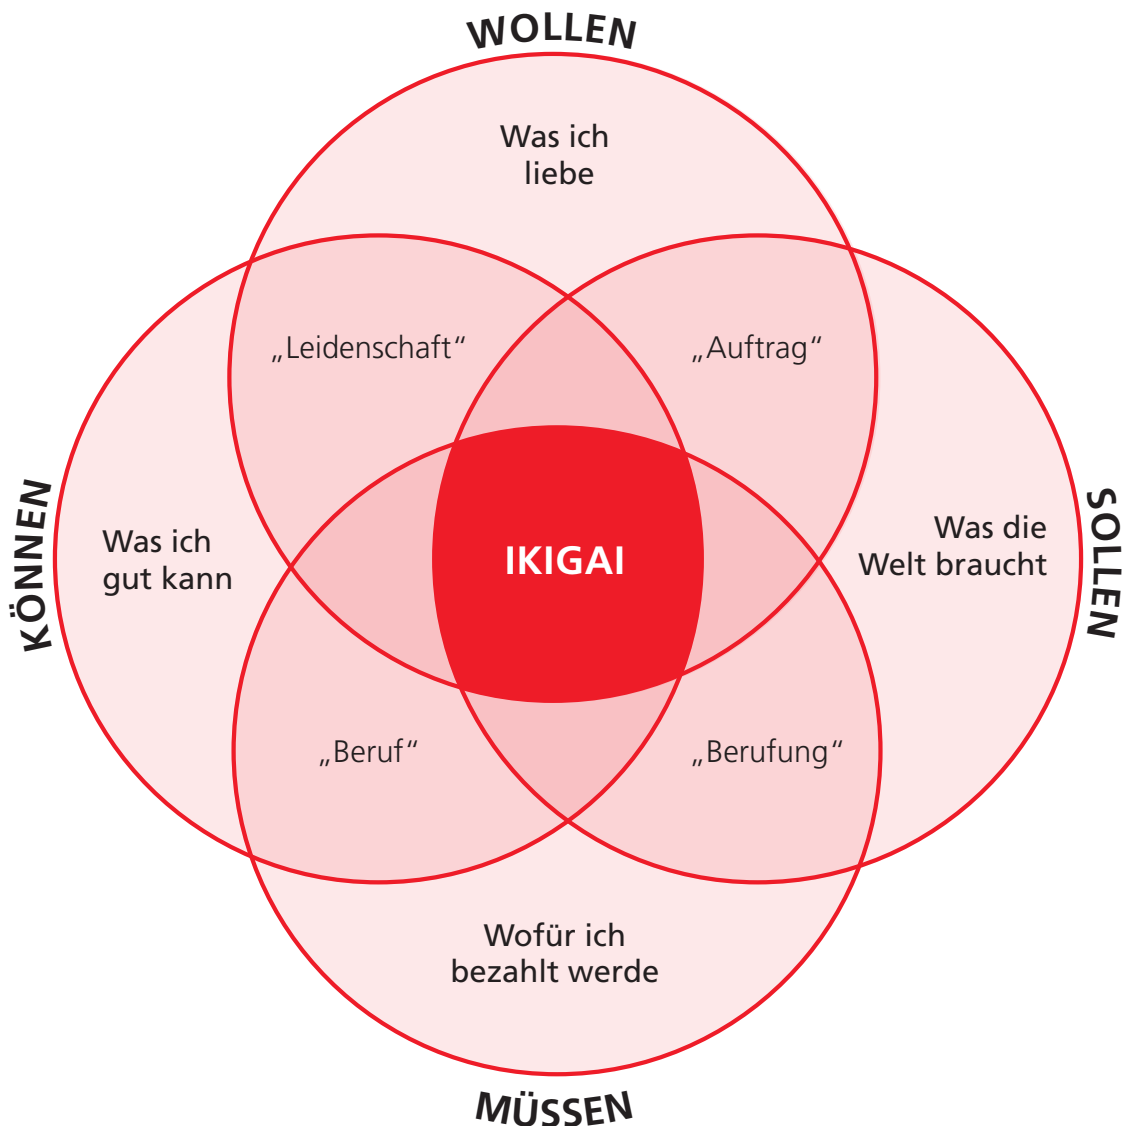 WOLLEN
Was ich
liebe
„Leidenschaft“
„Auftrag“
KÖNNEN
Was ich
gut kann
IKIGAI
Was die
Welt braucht
SOLLEN
„Beruf“
„Berufung“
Wofür ich
bezahlt werde
MÜSSEN